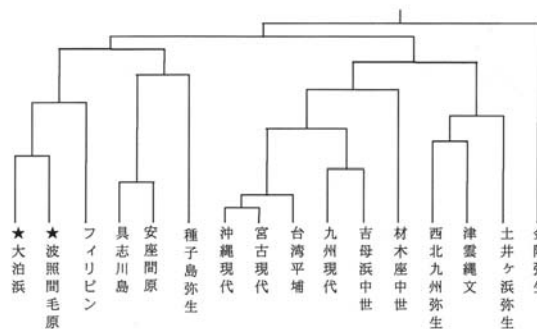 ★大泊浜
★波照間毛原
フィリピン
具志川島
安座間原
種子島弥生
沖縄現代
宮古現代
台湾平埔
九州現代
吉母浜中世
材木座中世
西北九州弥生
津雲縄文
土井ヶ浜弥生